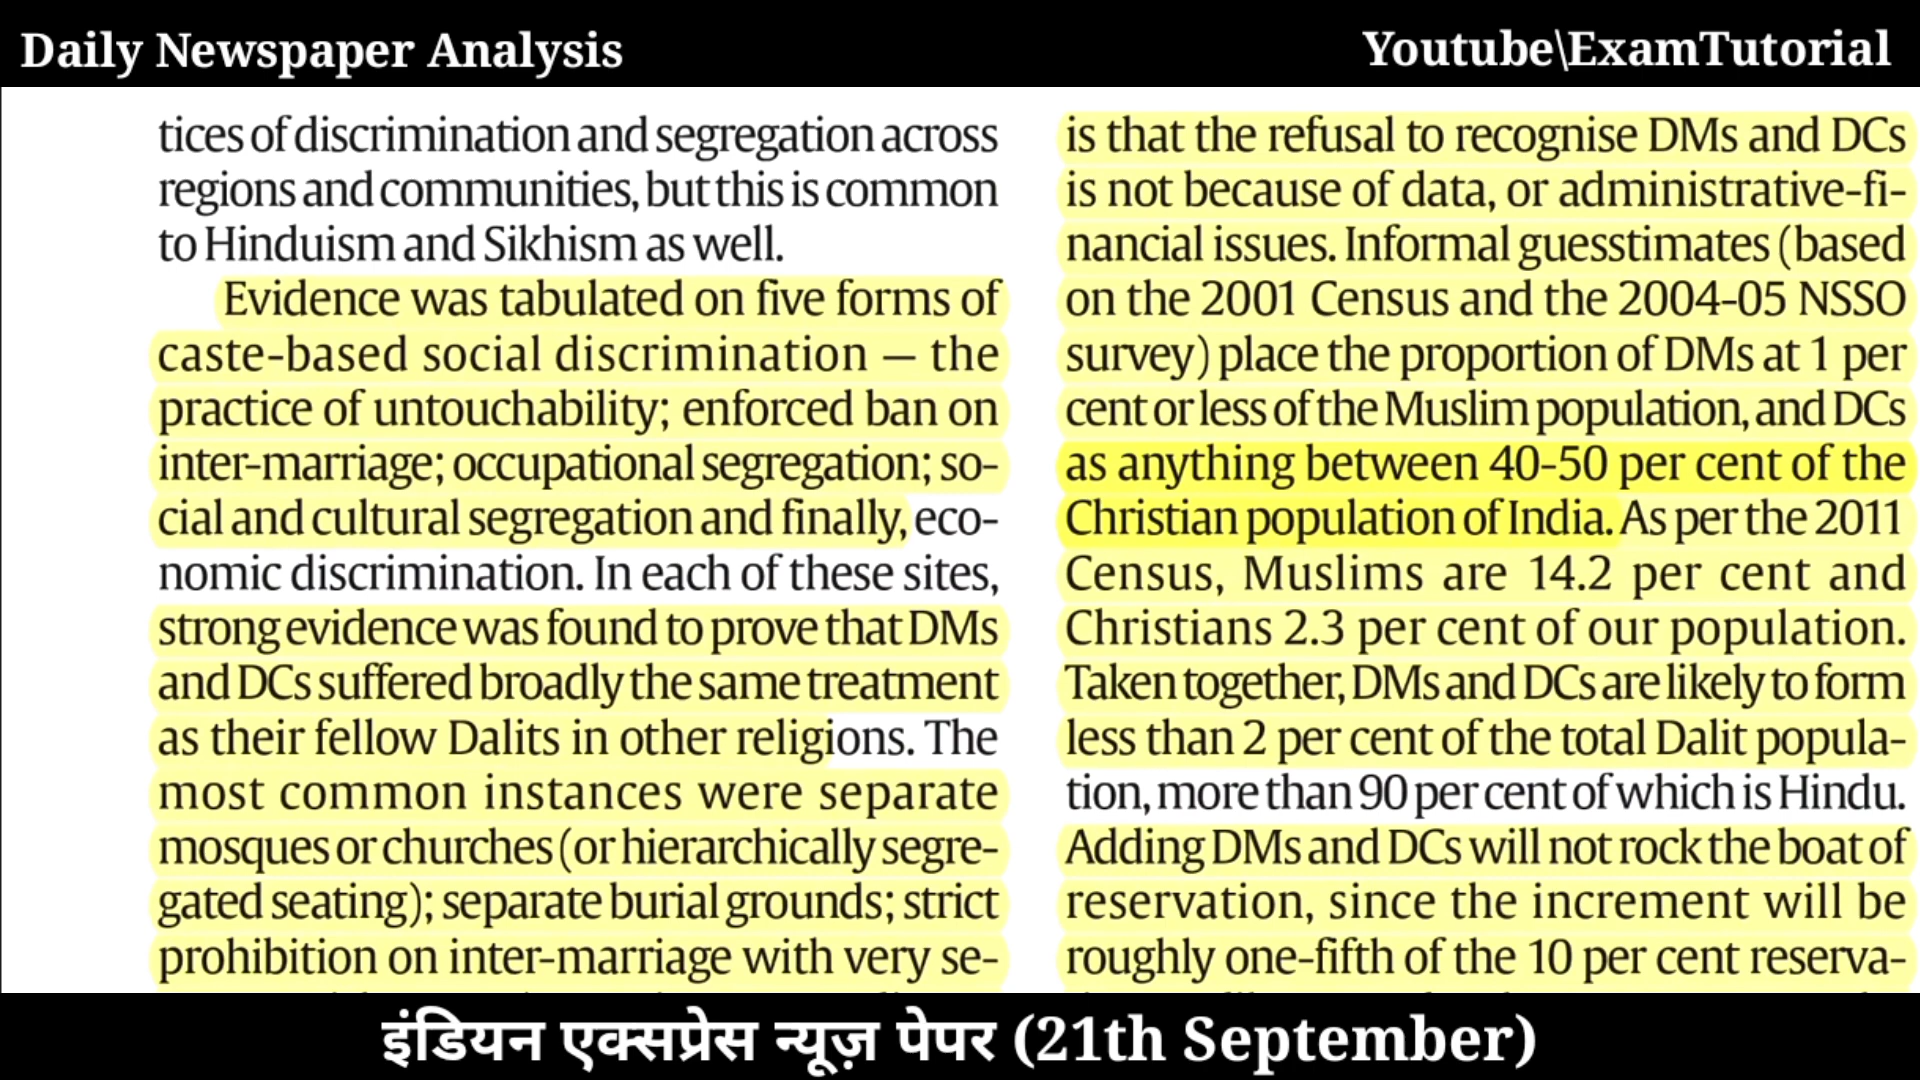 Daily Newspaper Analysis
Youtube\ExamTutorial
tices of discrimination and segregation across
regions and communities, but this is common
to Hinduism and Sikhism as well.
Evidence was tabulated on five forms of
caste-based social discrimination — the
practice of untouchability; enforced ban on
inter-marriage; occupational segregation; so-
cial and cultural segregation and finally, eco-
nomic discrimination. In each of these sites,
strong evidence was found to prove that DMs
and DCs suffered broadly the same treatment
as their fellow Dalits in other religions. The
most common instances were separate
mosques or churches (or hierarchically segre-
gated seating); separate burial grounds; strict
prohibition on inter-marriage with very se-
is that the refusal to recognise DMs and DCs
is not because of data, or administrative-fi-
nancial issues. Informal guesstimates (based
on the 2001 Census and the 2004-05 NSSO
survey) place the proportion of DMs at 1 per
cent or less of the Muslim population, and DCs
as anything between 40-50 per cent of the
Christian population of India. As per the 2011
Census, Muslims are 14.2 per cent and
Christians 2.3 per cent of our population.
Taken together, DMs and DCs are likely to form
less than 2 per cent of the total Dalit popula-
tion, more than 90 per cent of which is Hindu.
Adding DMs and DCs will not rock the boat of
reservation, since the increment will be
roughly one-fifth of the 10 per cent reserva-
इंडियन एक्सप्रेस न्यूज़ पेपर (21th September)